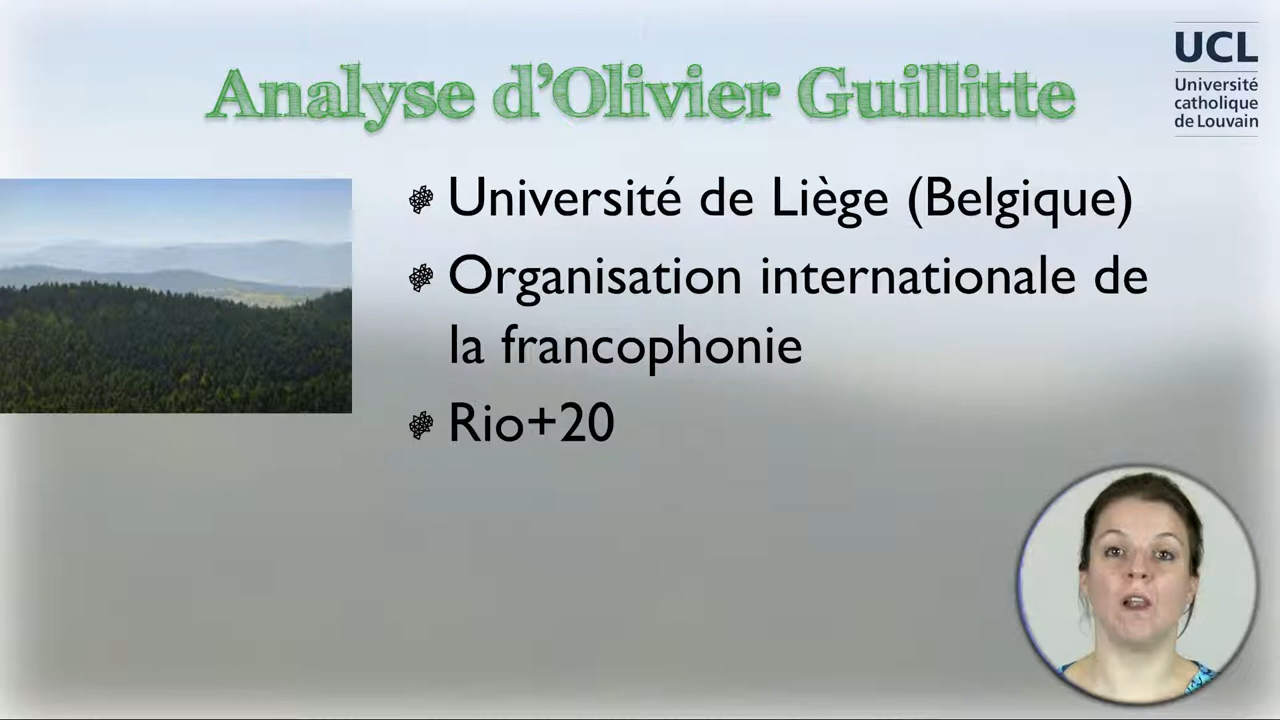 Analyse d'Olivier Guillitte
UCL
Université
catholique
de Louvain
Université de Liège (Belgique)
Organisation internationale de
la francophonie
Rio+20